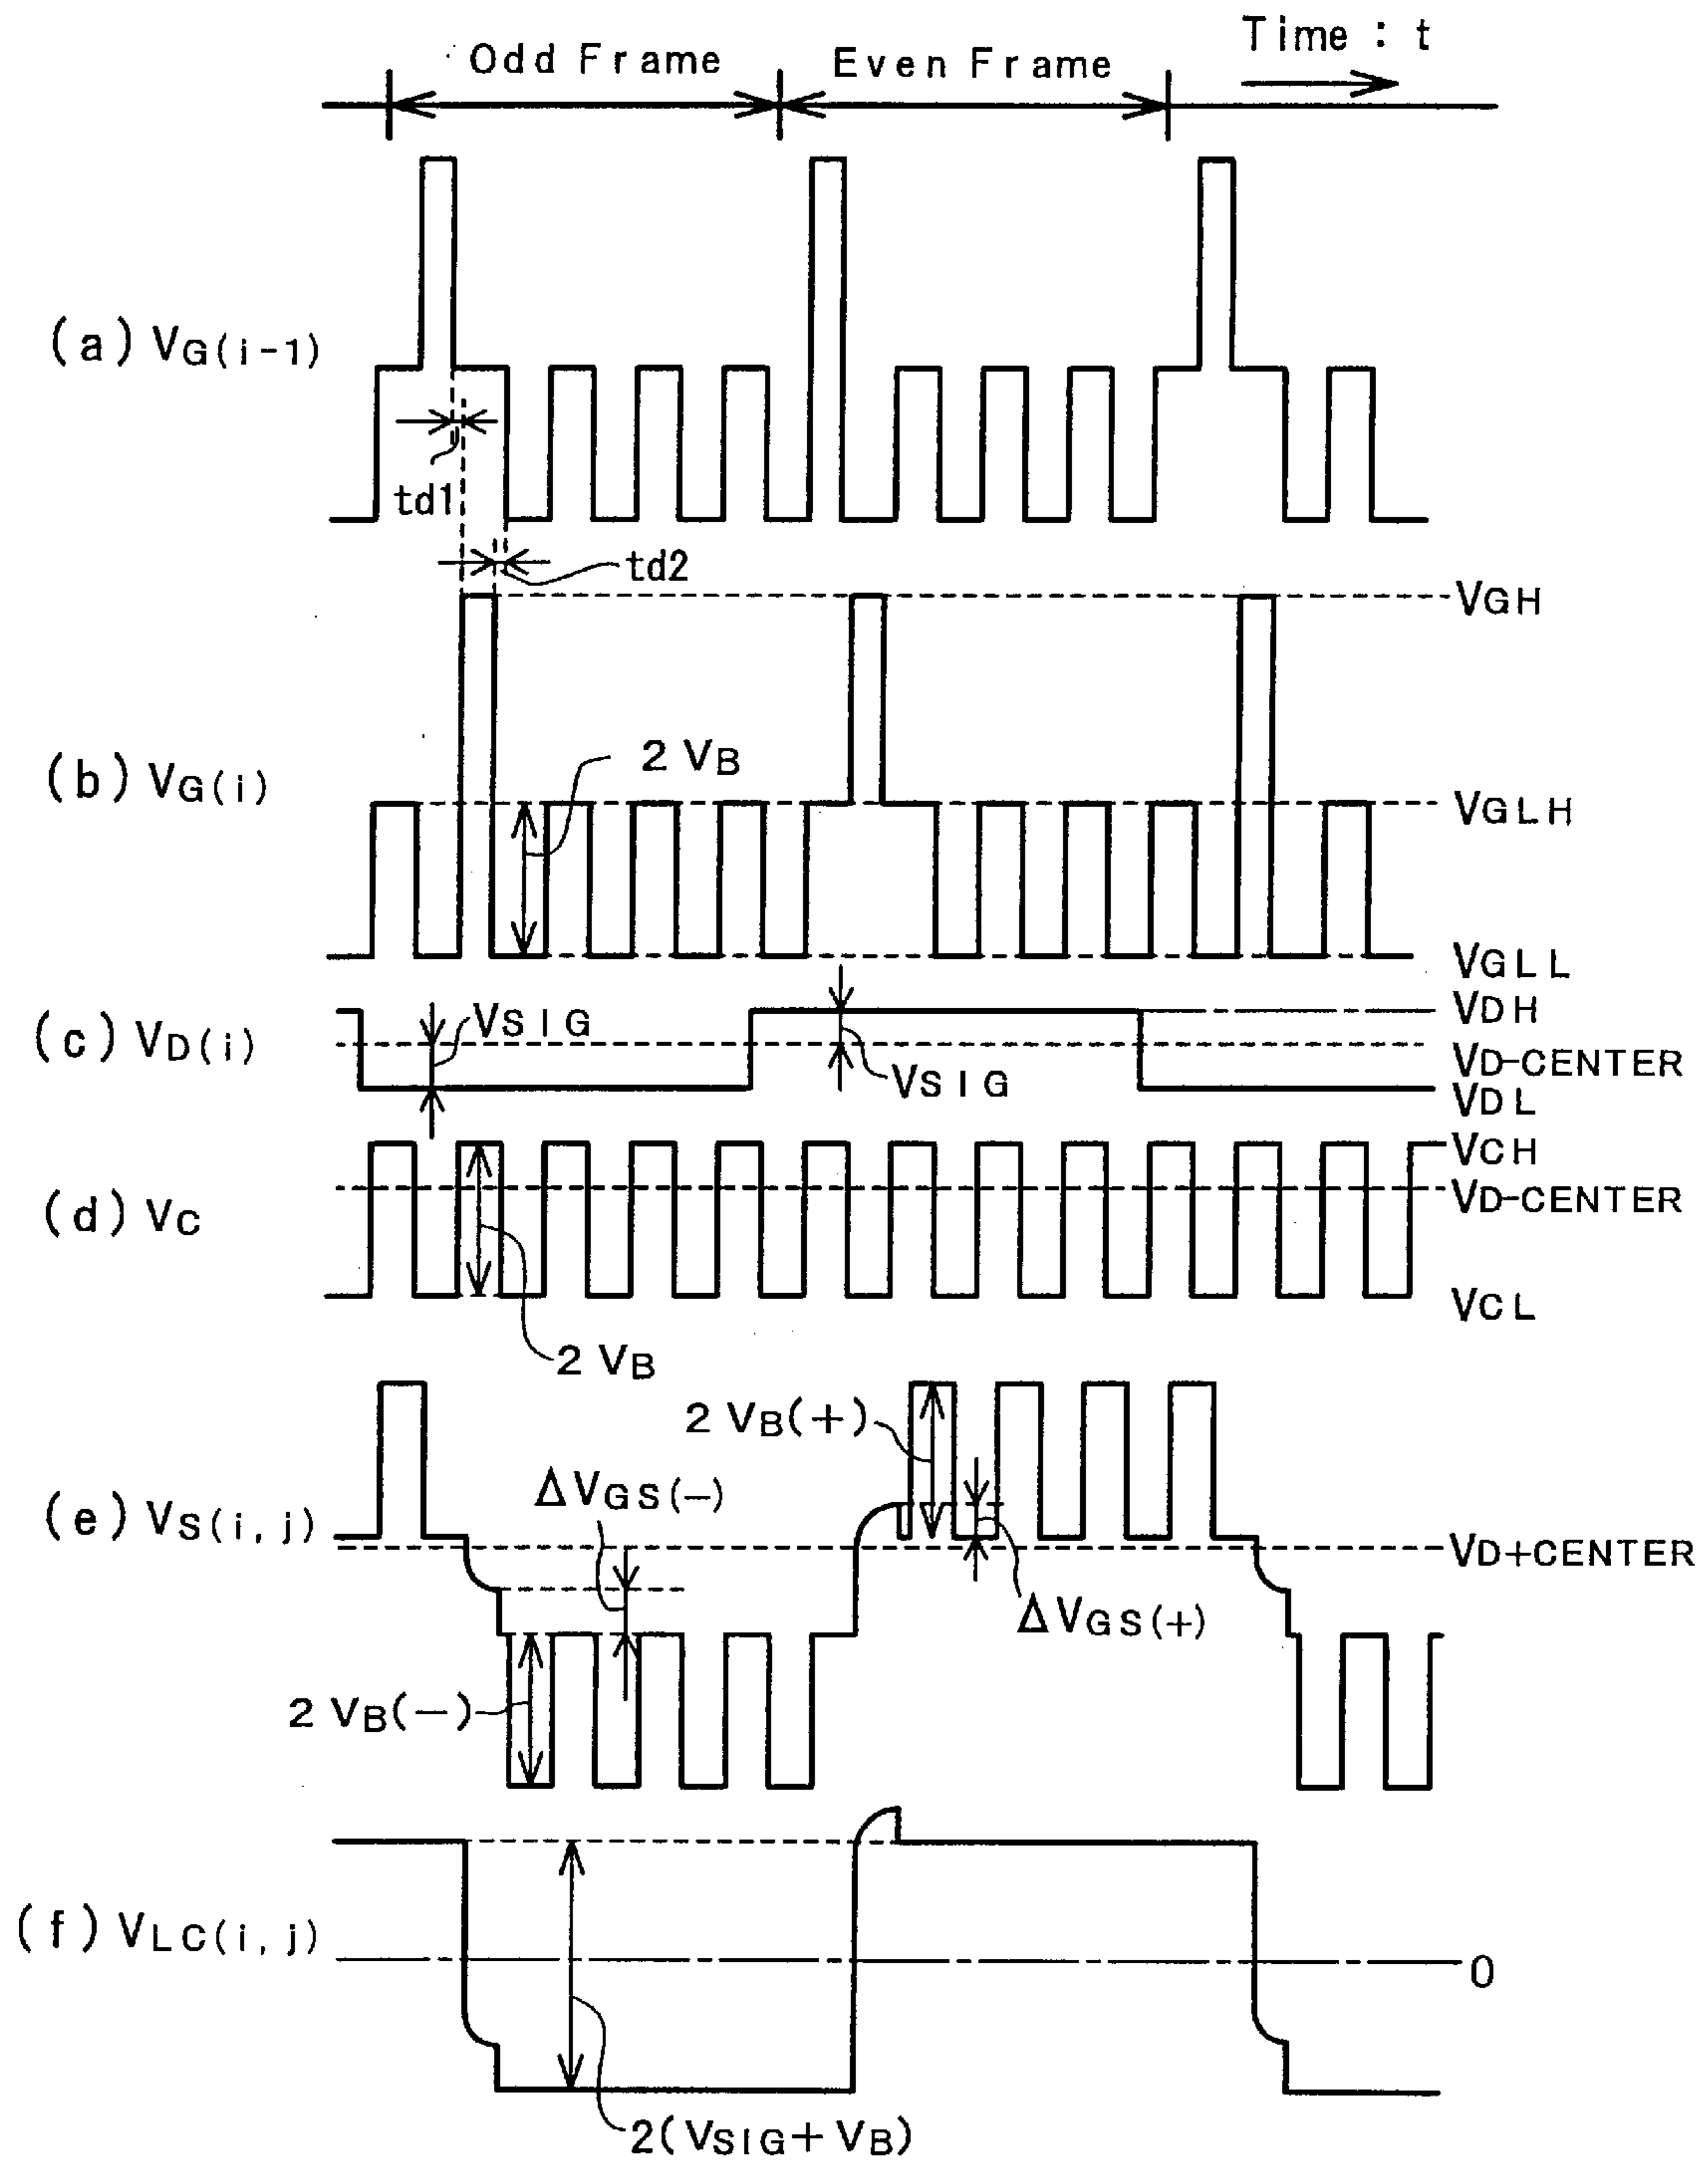 Time : t
Odd Frame
Even Frame
(a) VG(i-1)
td1
td2
VGH
(b) VG(i)
2 VB
VGLH
VGLL
(c) VD(i)
VSIG
VSIG
VDH
VD-CENTER
VDL
(d) VC
VCH
VD-CENTER
VCL
2 VB
2 VB(+)
ΔVGS(-)
(e) VS(i, j)
VD+CENTER
ΔVGS(+)
2 VB(-)
(f) VLC(i, j)
0
2(VSIG+VB)